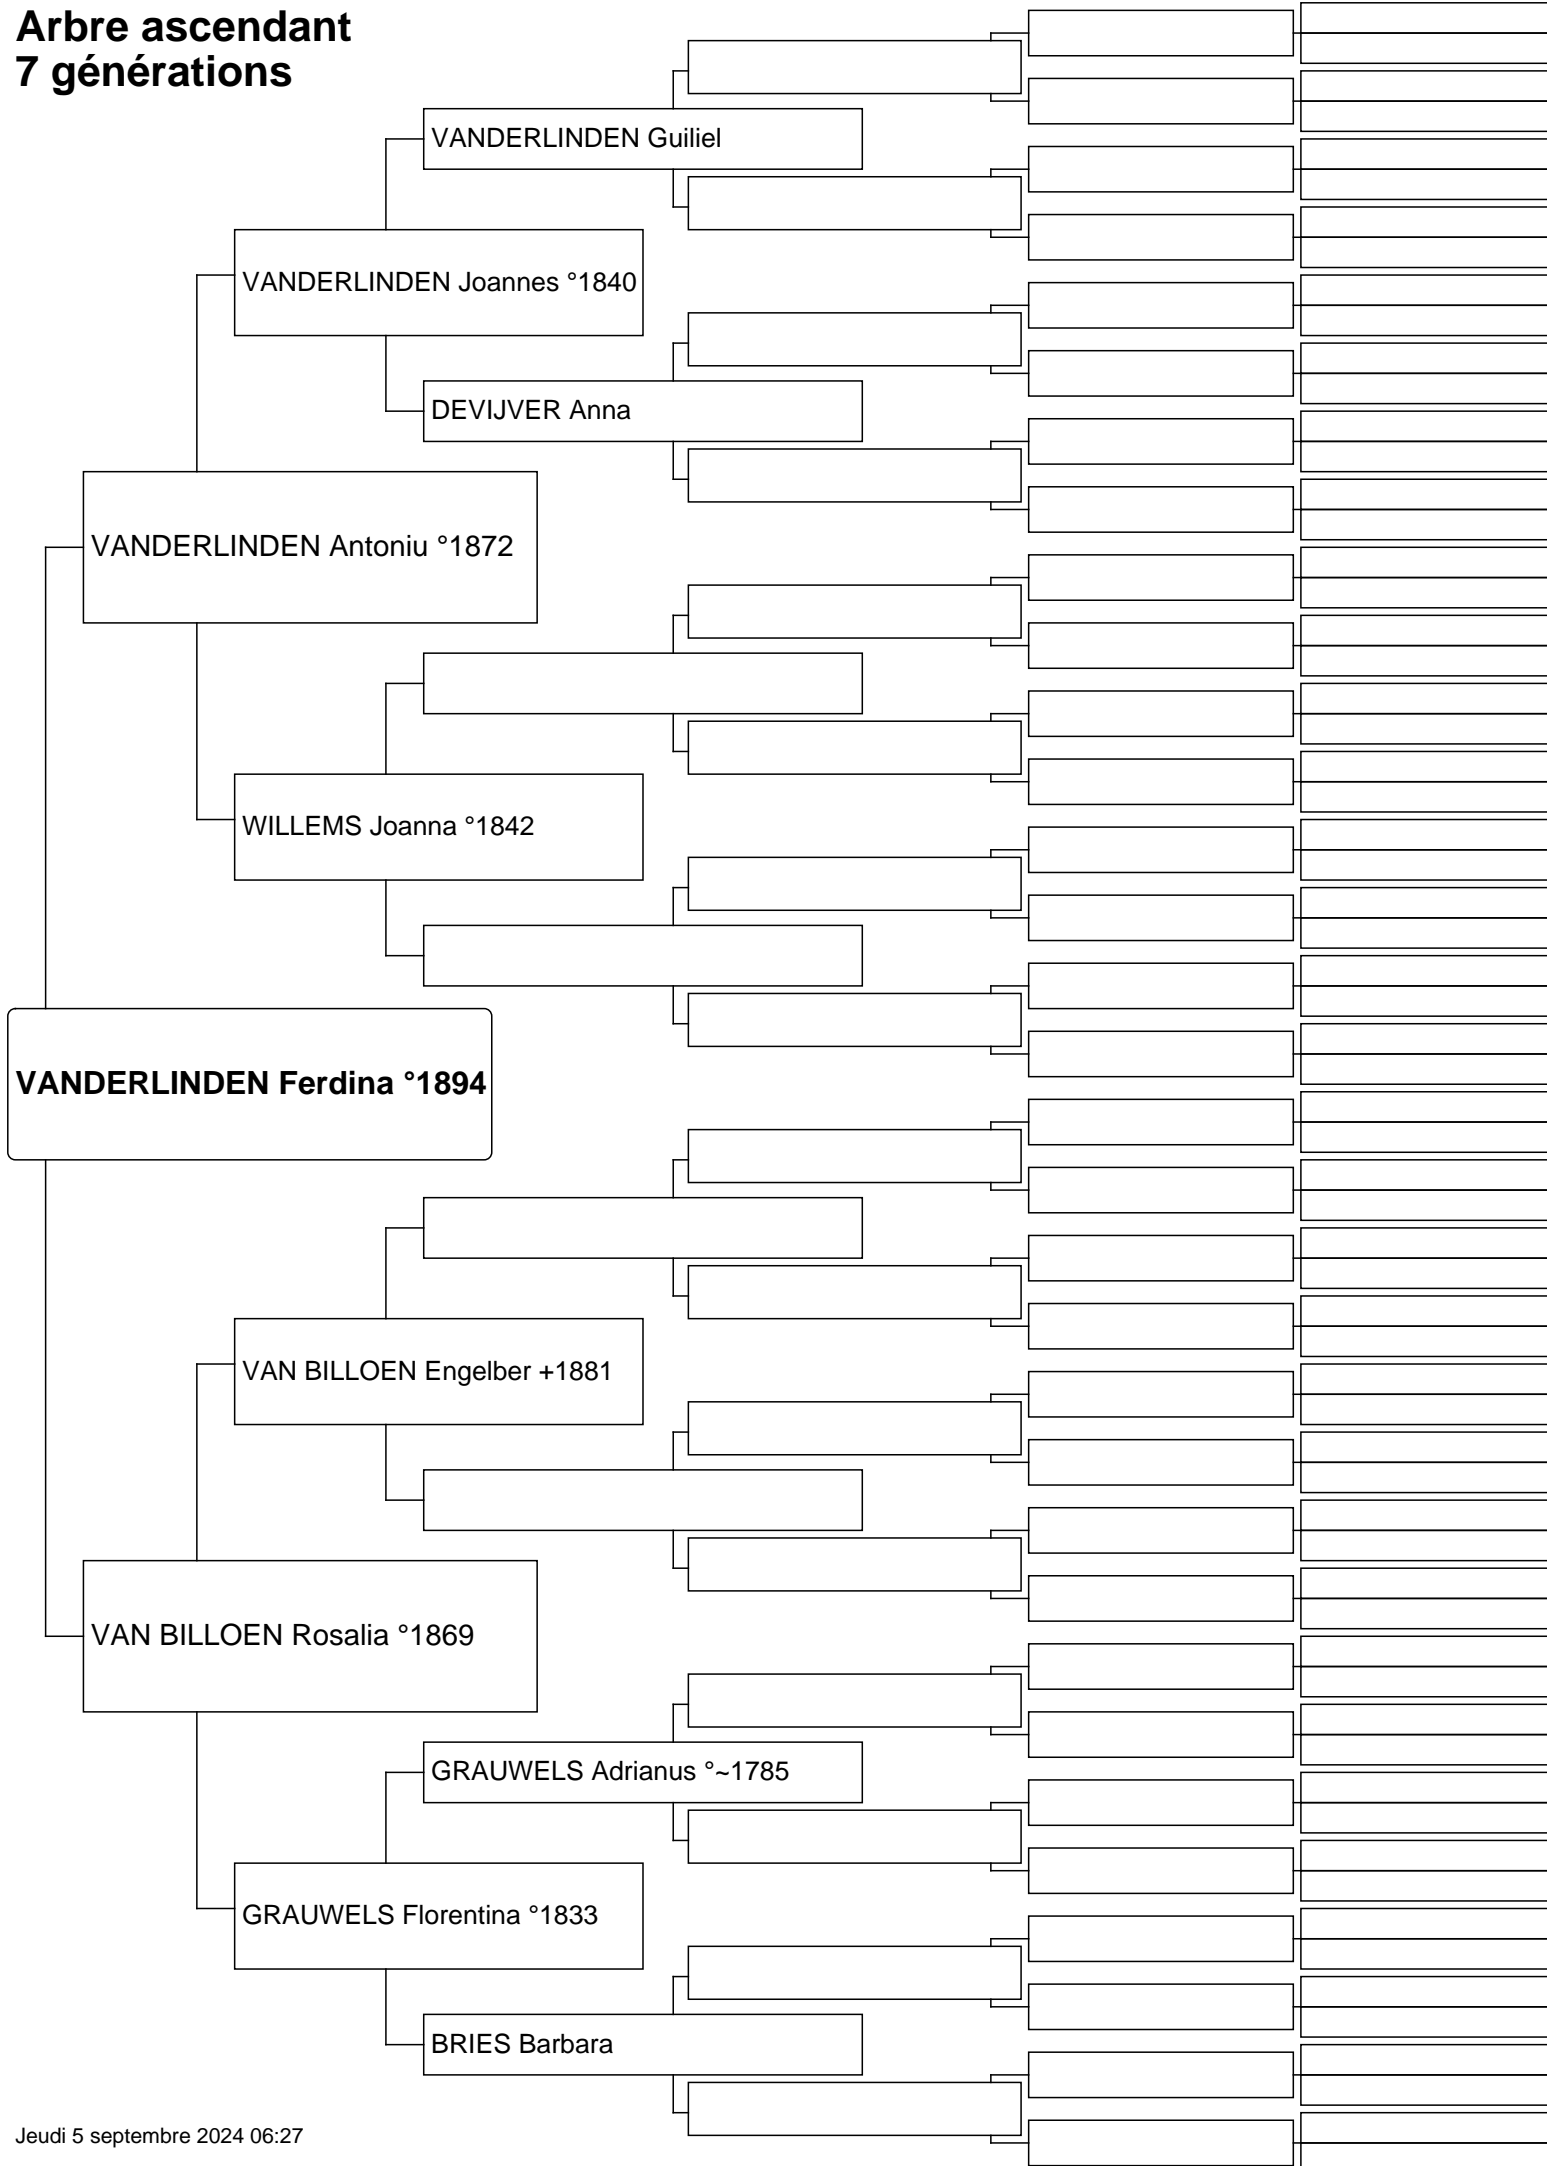 Arbre ascendant
7 générations
VANDERLINDEN Guiliel
VANDERLINDEN Joannes °1840
DEVIJVER Anna
VANDERLINDEN Antoniu °1872
WILLEMS Joanna °1842
VANDERLINDEN Ferdina °1894
VAN BILLOEN Engelber +1881
VAN BILLOEN Rosalia °1869
GRAUWELS Adrianus °~1785
GRAUWELS Florentina °1833
BRIES Barbara
Jeudi 5 septembre 2024 06:27